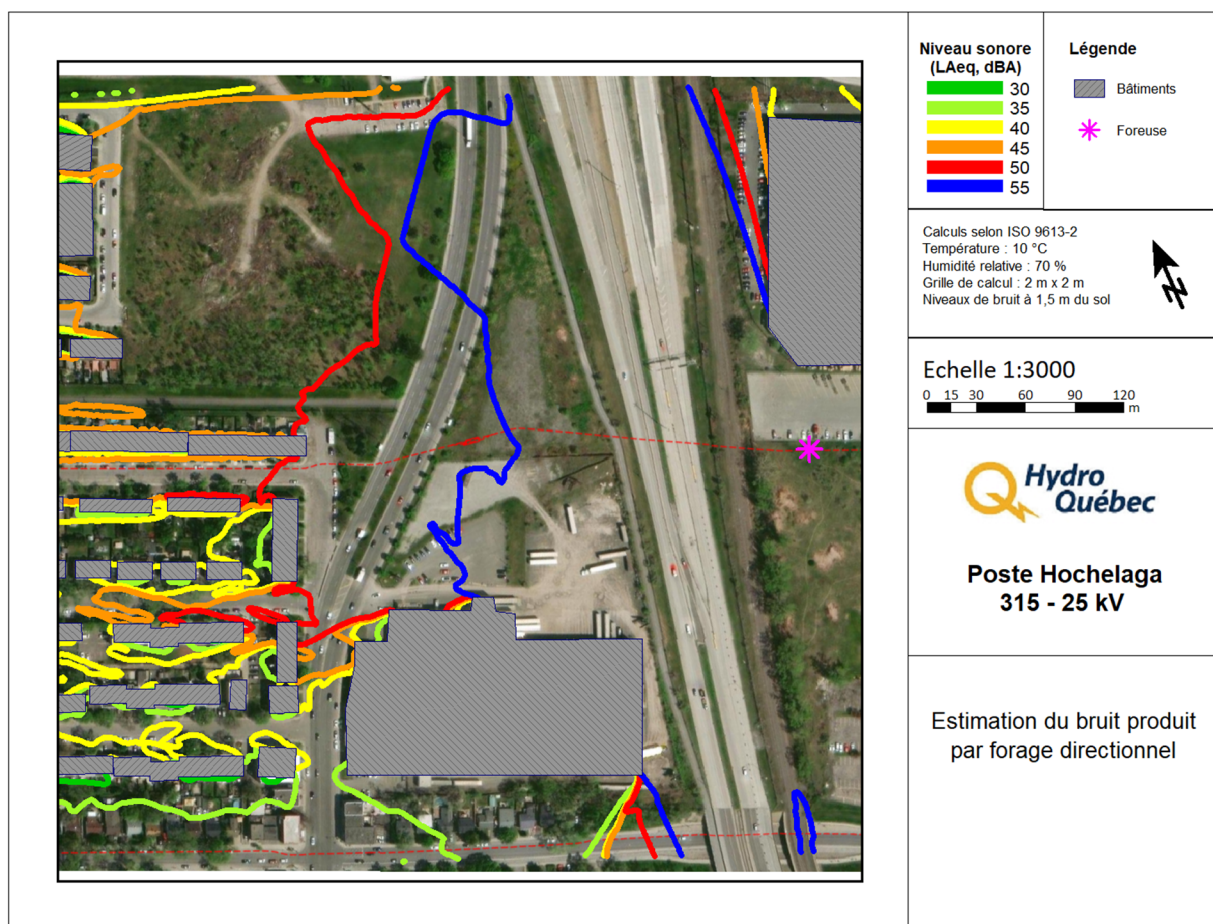 Niveau sonore
(LAeq, dBA)
30
35
40
45
50
55
Légende
Bâtiments
Foreuse
Calculs selon ISO 9613-2
Température : 10 °C
Humidité relative : 70 %
Grille de calcul : 2 m x 2 m
Niveaux de bruit à 1,5 m du sol
N
Echelle 1:3000
0 15 30 60 90 120
m
Hydro
Québec
Poste Hochelaga
315 - 25 kV
Estimation du bruit produit
par forage directionnel